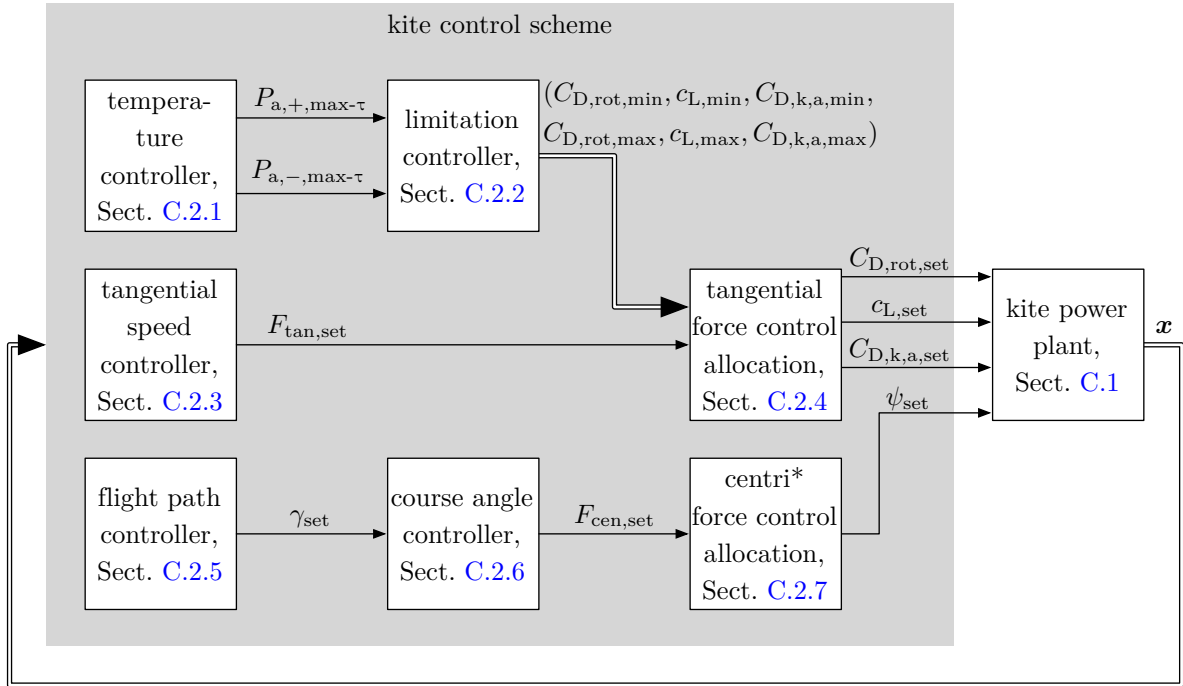 kite control scheme
tempera-
ture
controller,
Sect. C.2.1
P_{a,+,max-τ}
P_{a,−,max-τ}
limitation
controller,
Sect. C.2.2
(C_{D,rot,min}, c_{L,min}, C_{D,k,a,min},
C_{D,rot,max}, c_{L,max}, C_{D,k,a,max})
tangential
speed
controller,
Sect. C.2.3
F_{tan,set}
tangential
force control
allocation,
Sect. C.2.4
C_{D,rot,set}
c_{L,set}
C_{D,k,a,set}
ψ_{set}
kite power
plant,
Sect. C.1
x
flight path
controller,
Sect. C.2.5
γ_{set}
course angle
controller,
Sect. C.2.6
F_{cen,set}
centri*
force control
allocation,
Sect. C.2.7